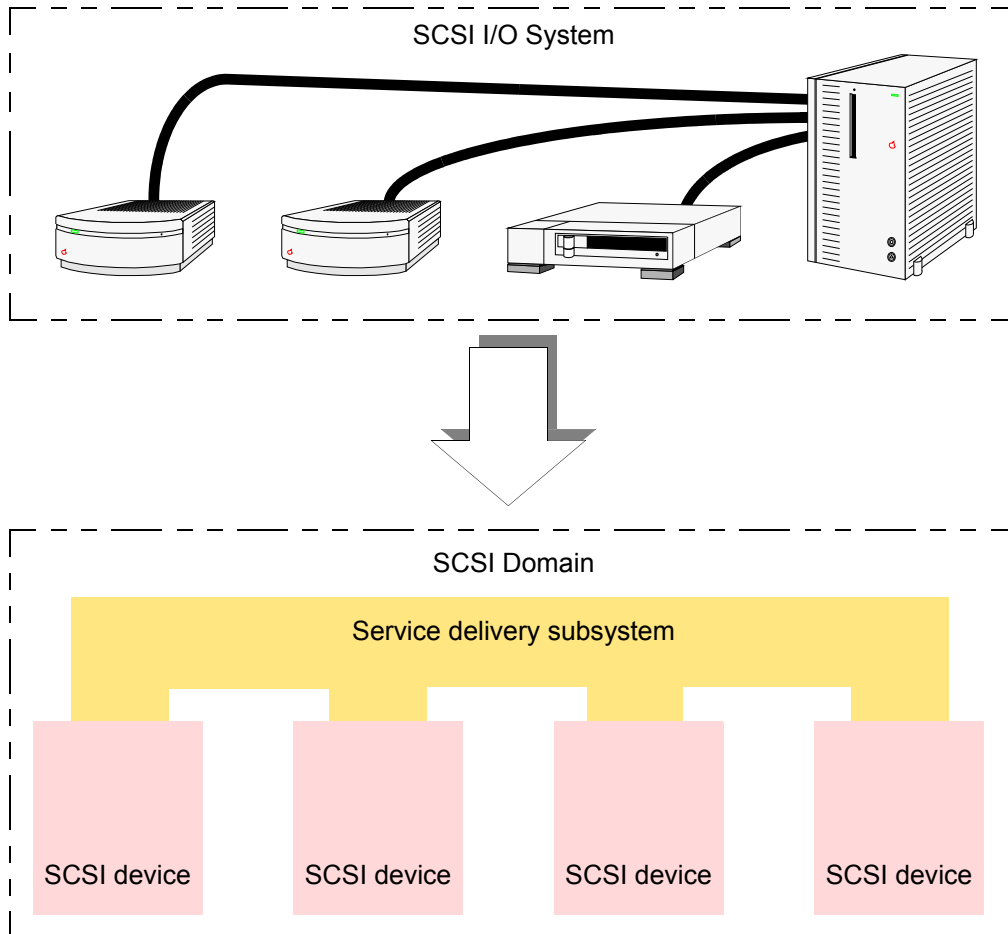 SCSI I/O System
SCSI Domain
Service delivery subsystem
SCSI device
SCSI device
SCSI device
SCSI device